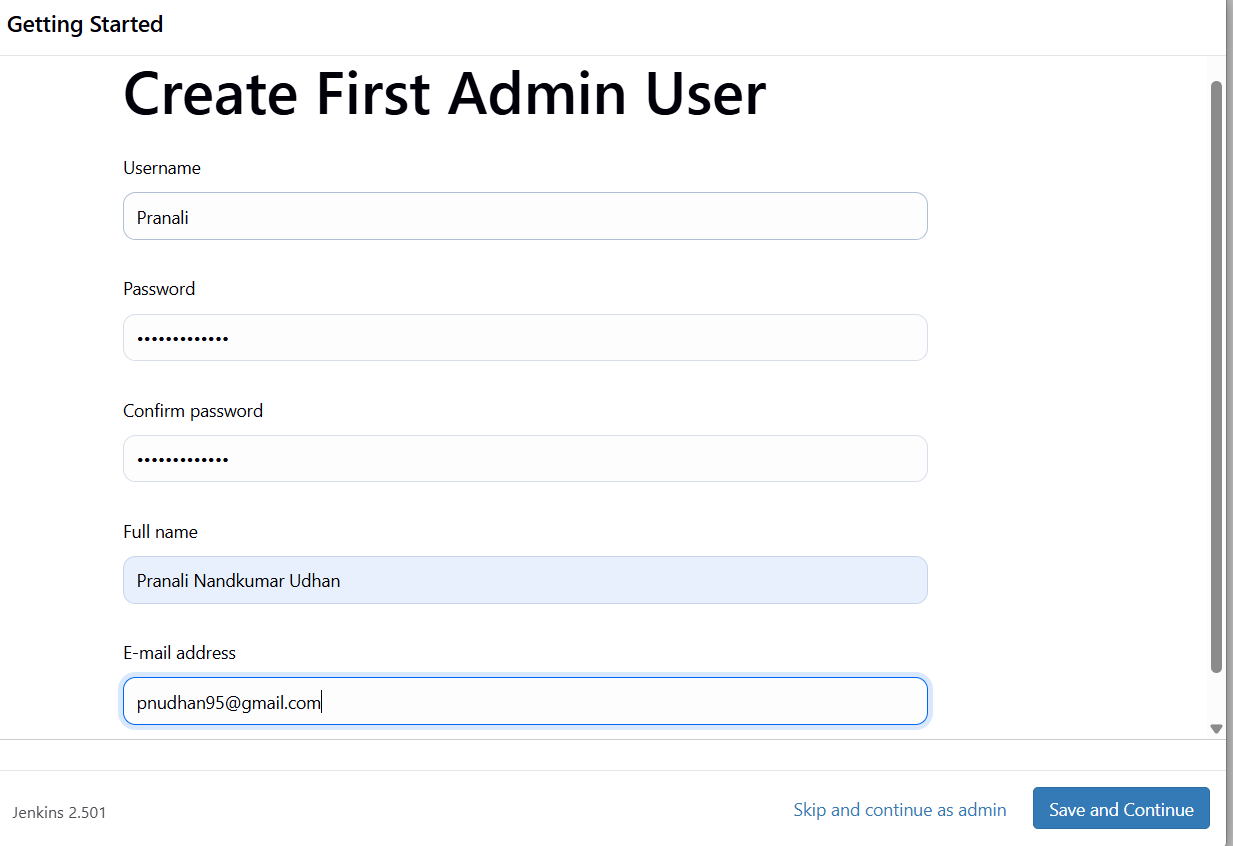 Getting Started
Create First Admin User
Username
Pranali
Password
•••••••••••••
Confirm password
•••••••••••••
Full name
Pranali Nandkumar Udhan
E-mail address
pnudhan95@gmail.com
Jenkins 2.501
Skip and continue as admin
Save and Continue